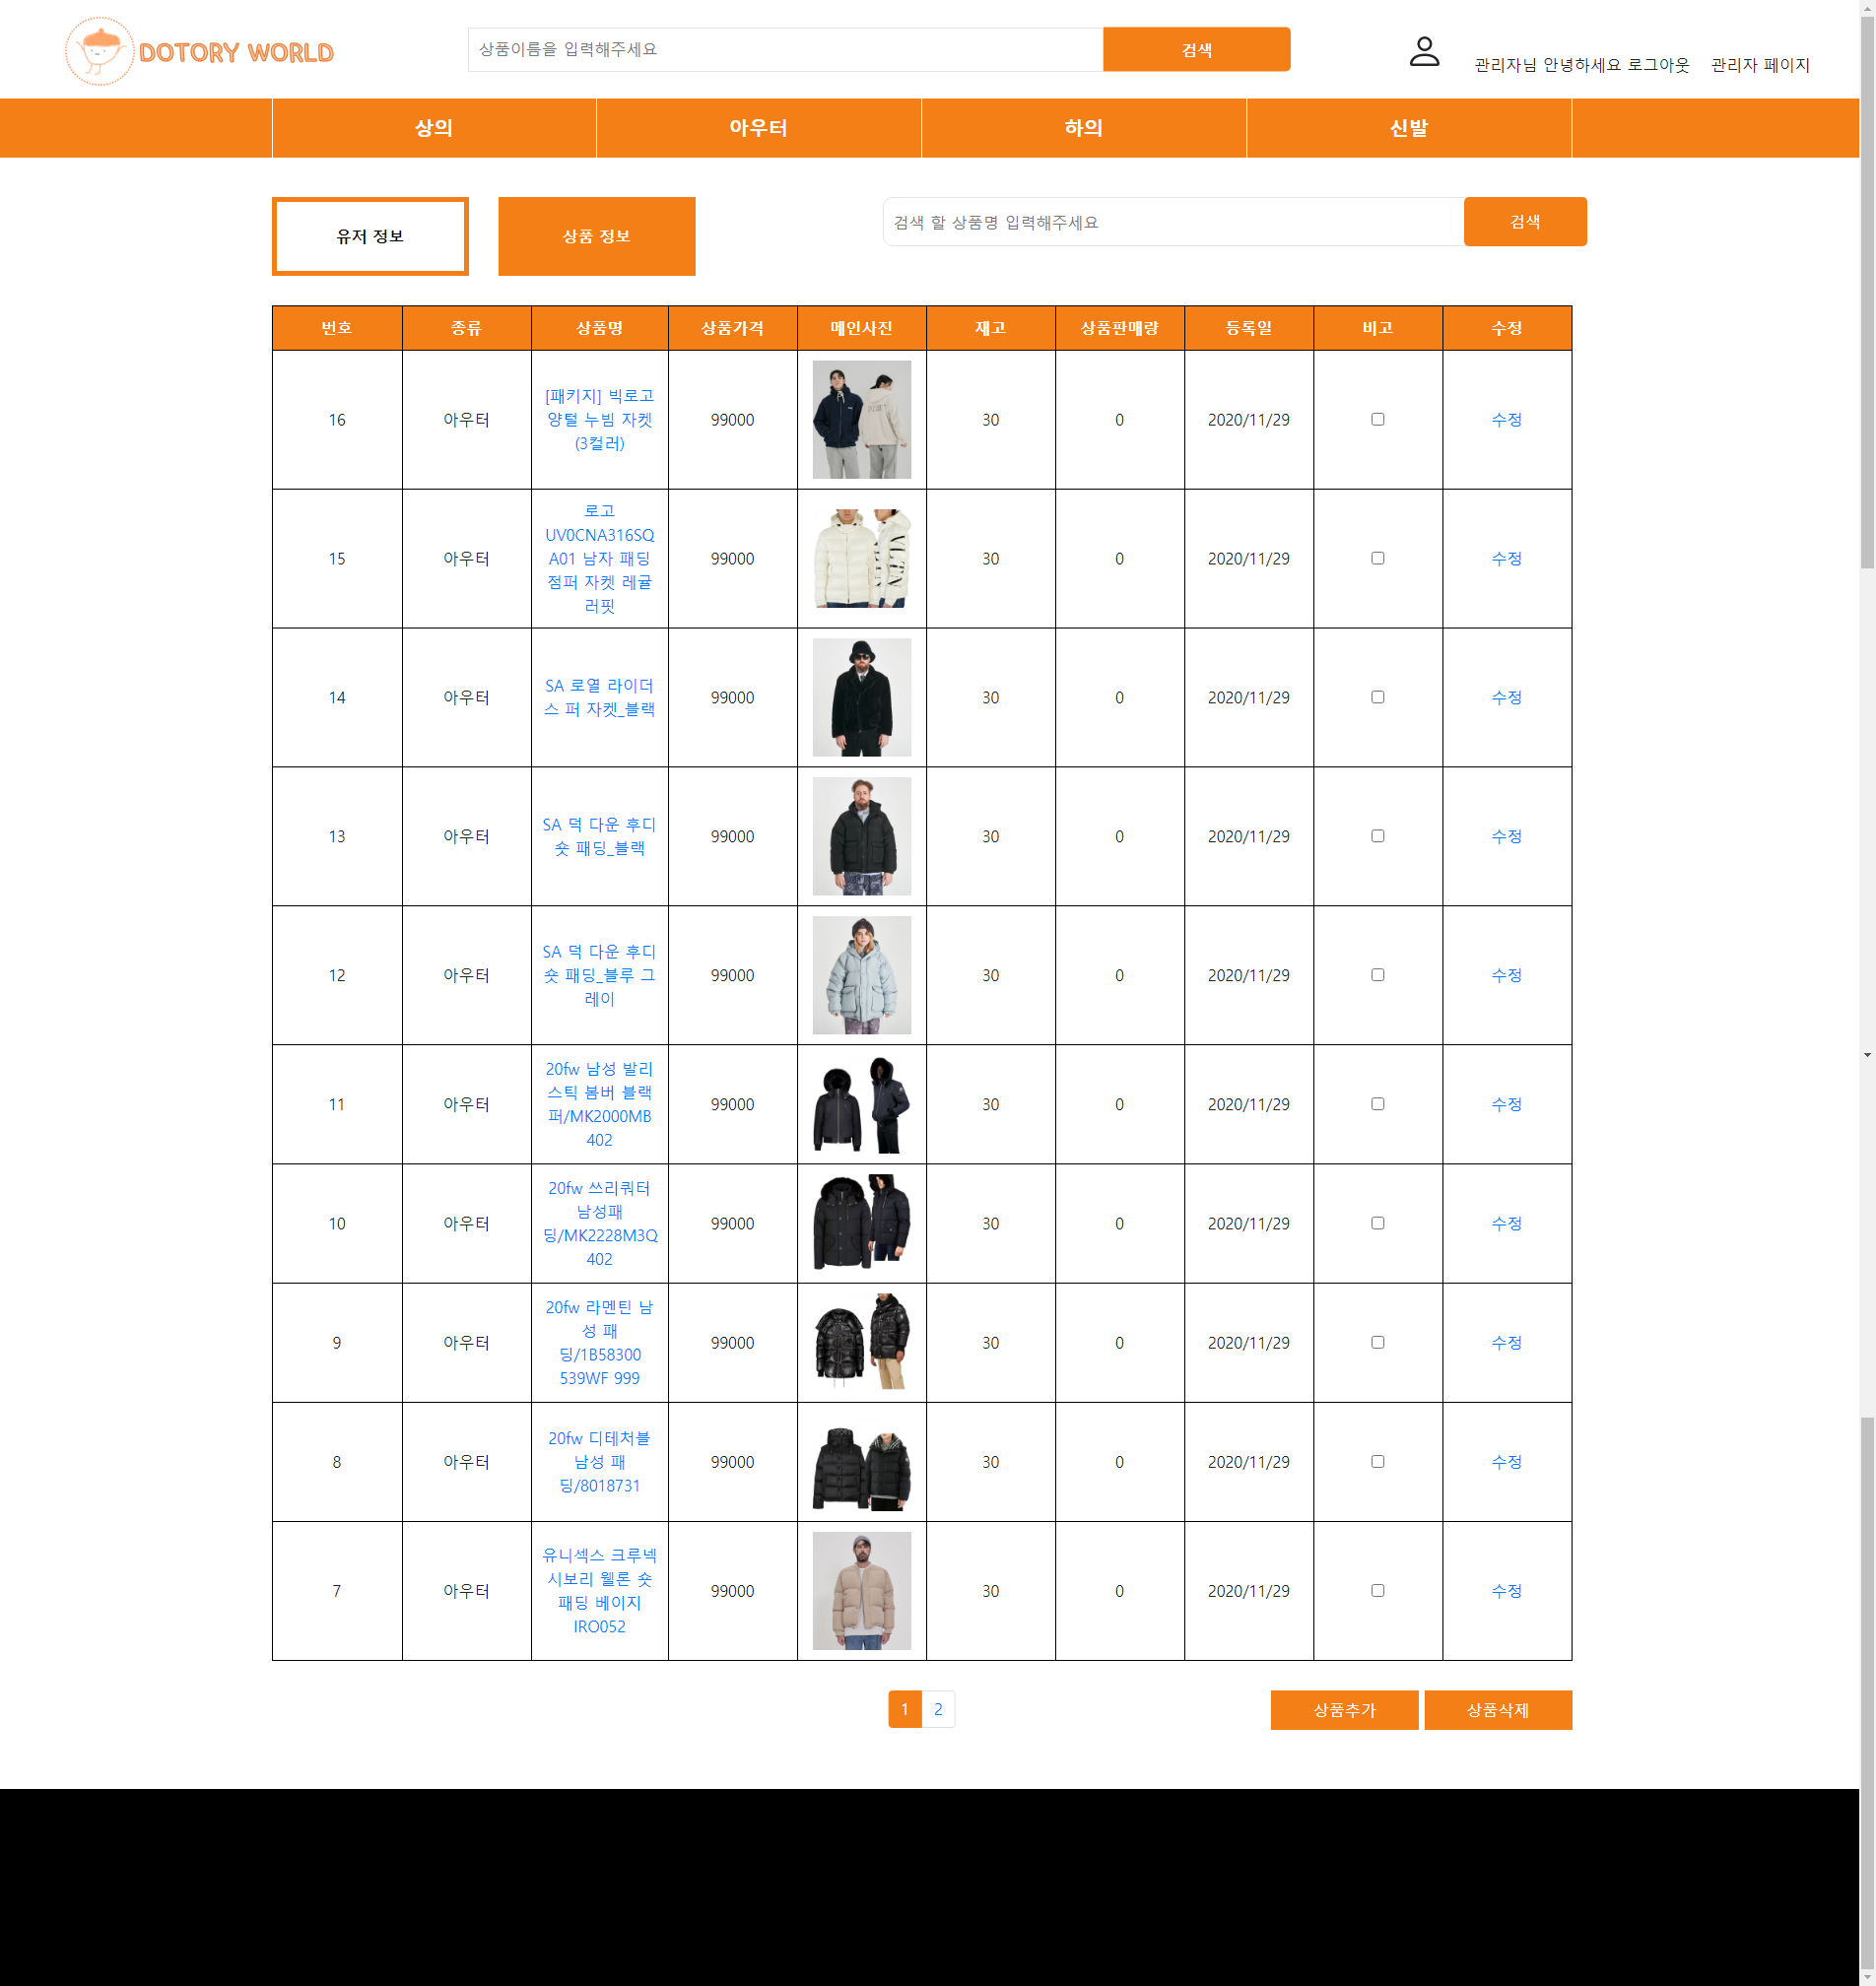 DOTORY WORLD
상품이름을 입력해주세요
검색
관리자님 안녕하세요 로그아웃 관리자 페이지
상의 아우터 하의 신발
유저 정보
상품 정보
검색 할 상품명 입력해주세요
검색
번호 종류 상품명 상품가격 메인사진 재고 상품판매량 등록일 비고 수정
[패키지] 빅로고
양털 누빔 자켓
(3컬러)
16 아우터 99000 30 0 2020/11/29 수정
로고
UV0CNA316SQ
A01 남자 패딩
점퍼 자켓 레귤
러핏
15 아우터 99000 30 0 2020/11/29 수정
SA 로열 라이더
스 퍼 자켓_블랙
14 아우터 99000 30 0 2020/11/29 수정
SA 덕 다운 후디
숏 패딩_블랙
13 아우터 99000 30 0 2020/11/29 수정
SA 덕 다운 후디
숏 패딩_블루 그
레이
12 아우터 99000 30 0 2020/11/29 수정
20fw 남성 발리
스틱 봄버 블랙
퍼/MK2000MB
402
11 아우터 99000 30 0 2020/11/29 수정
20fw 쓰리쿼터
남성패
딩/MK2228M3Q
402
10 아우터 99000 30 0 2020/11/29 수정
20fw 라멘틴 남
성 패
딩/1B58300
539WF 999
9 아우터 99000 30 0 2020/11/29 수정
20fw 디테처블
남성 패
딩/8018731
8 아우터 99000 30 0 2020/11/29 수정
유니섹스 크루넥
시보리 웰론 숏
패딩 베이지
IRO052
7 아우터 99000 30 0 2020/11/29 수정
1 2
상품추가 상품삭제